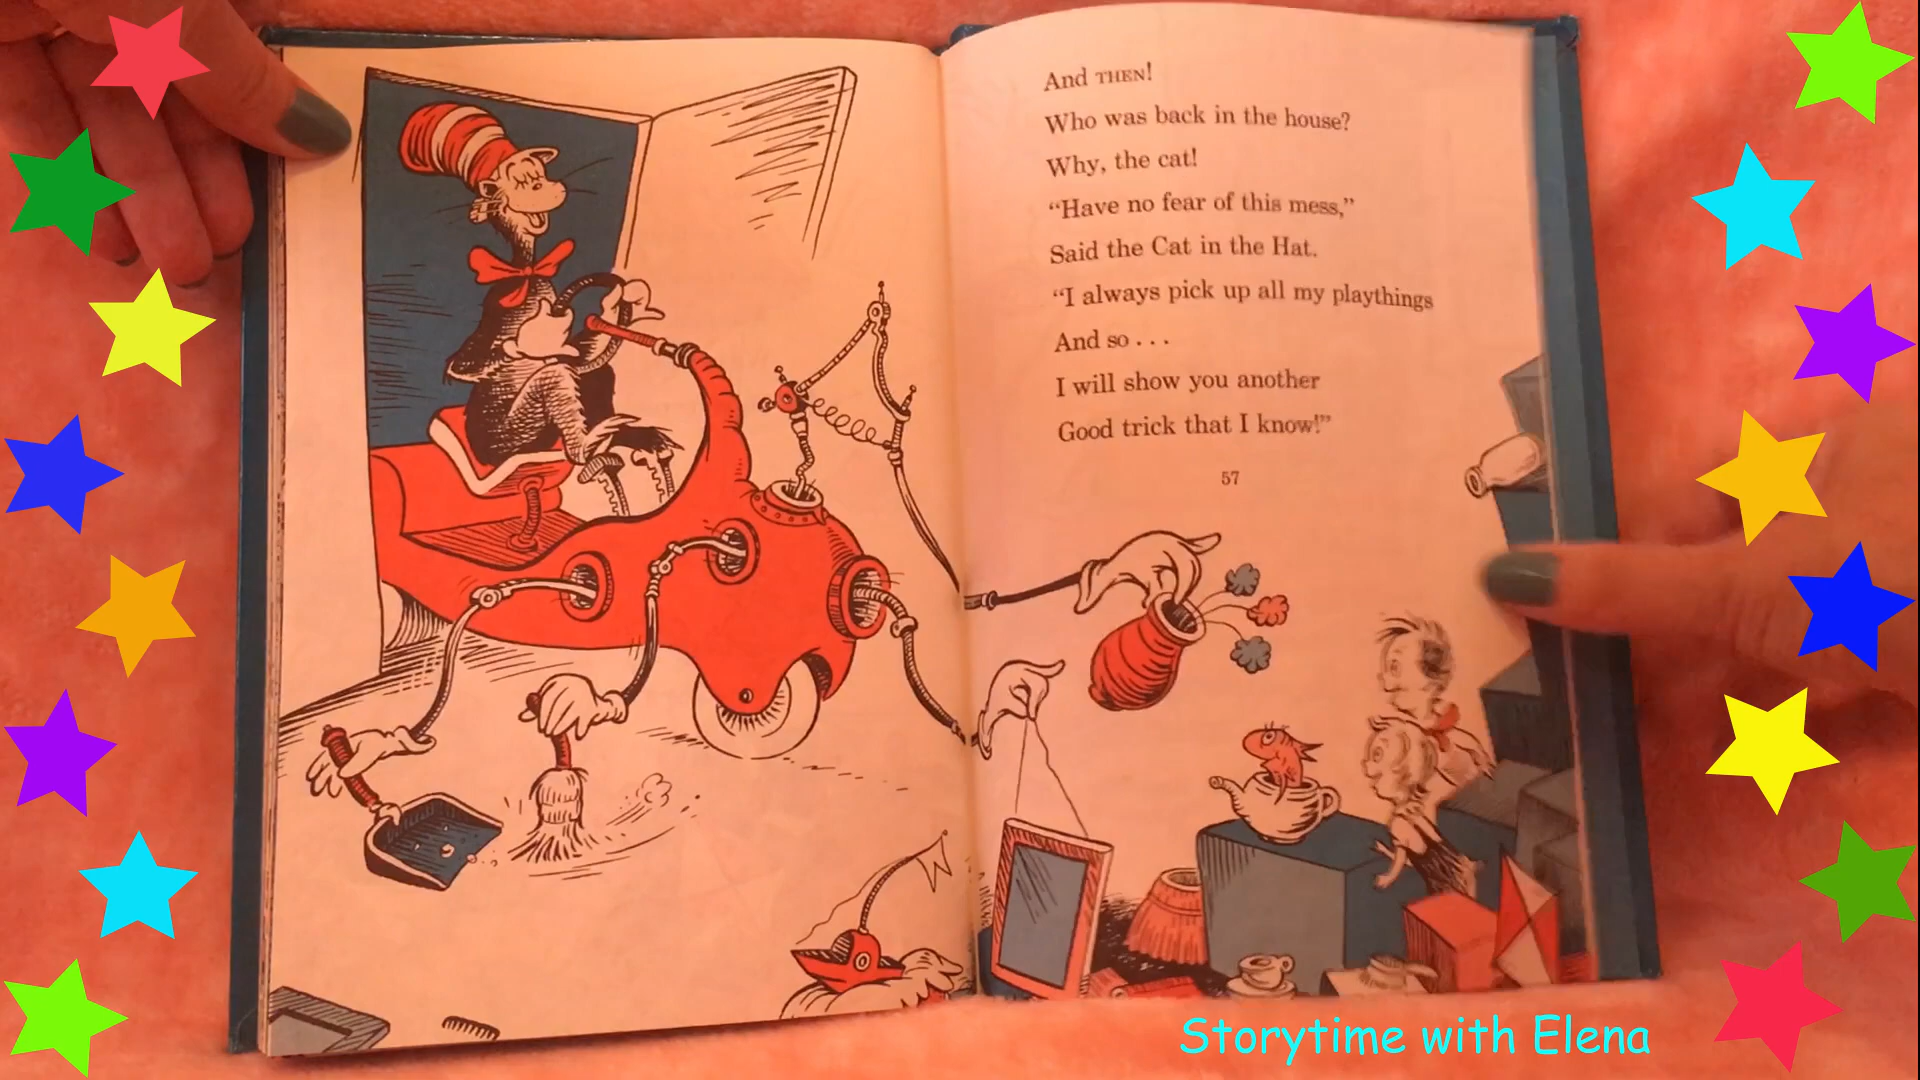 And THEN!
Who was back in the house?
Why, the cat!
“Have no fear of this mess,”
Said the Cat in the Hat.
“I always pick up all my playthings
And so . . .
I will show you another
Good trick that I know!”
57
Storytime with Elena